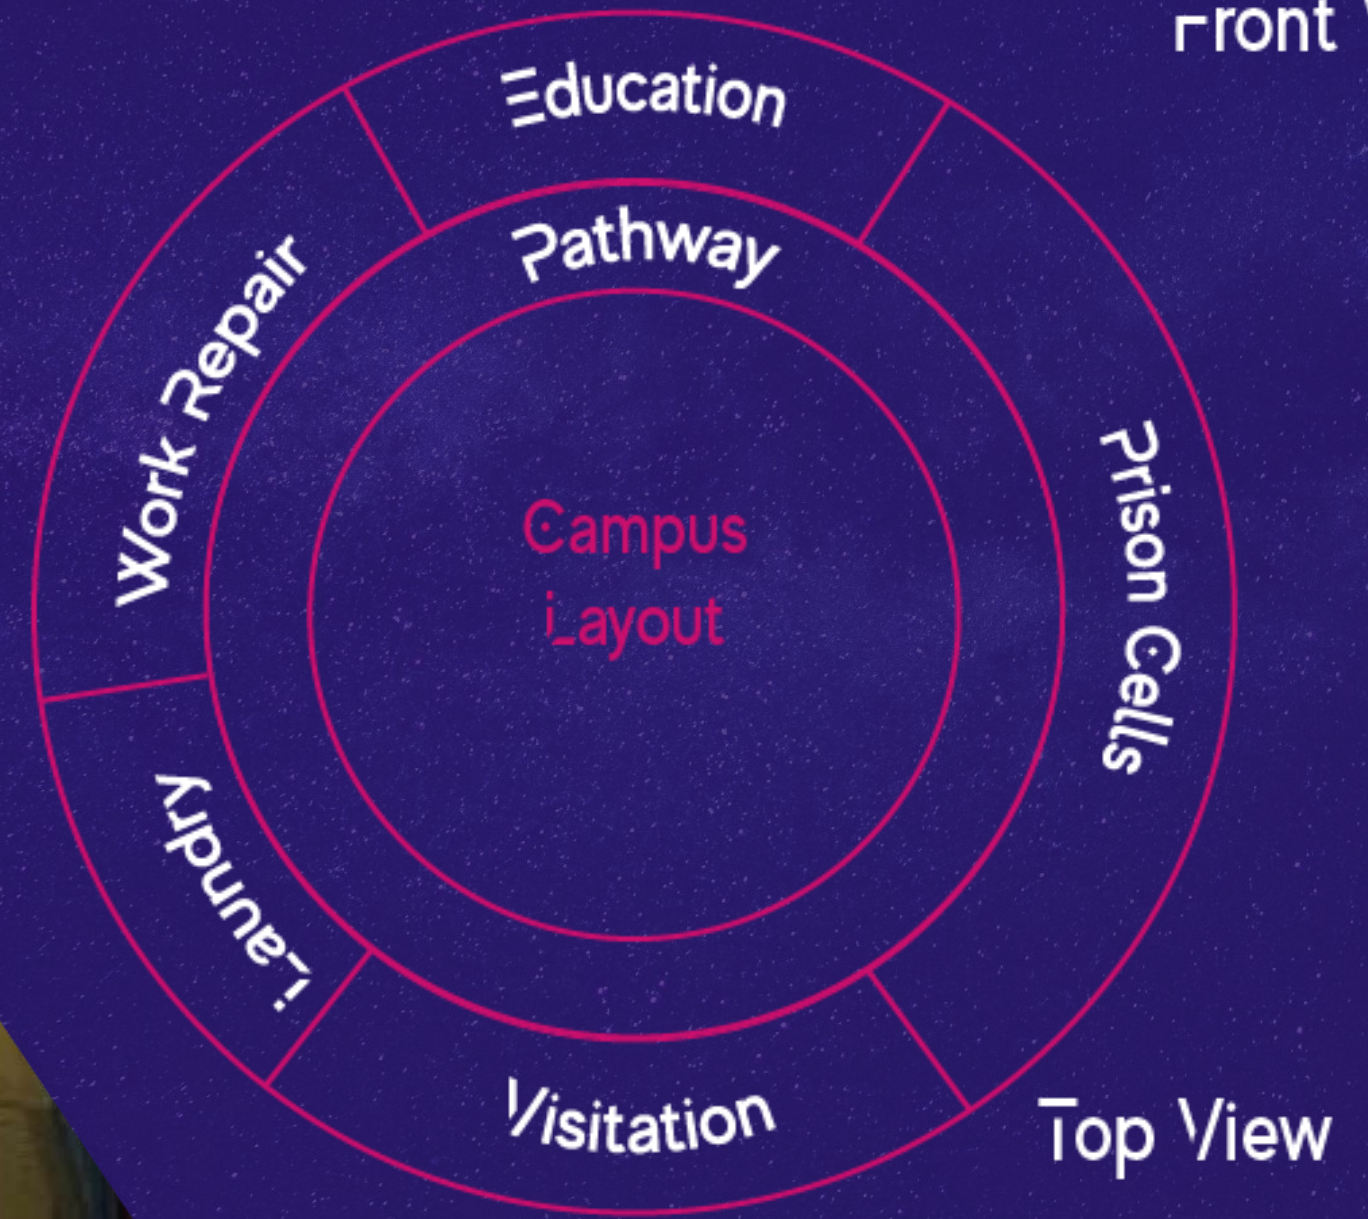 Front
Education
Pathway
Work Repair
Prison Cells
Campus
Layout
Laundry
Visitation
Top View